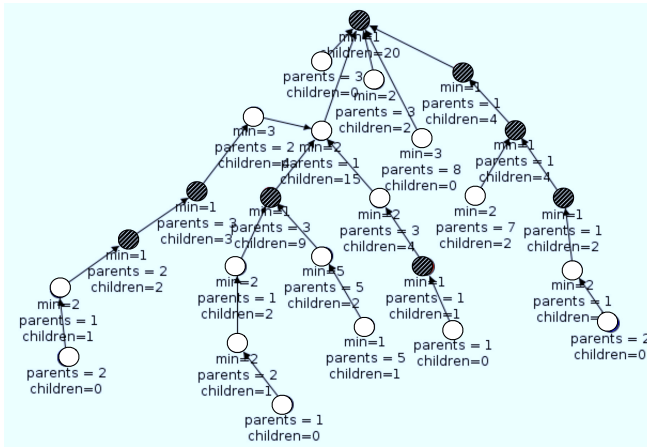 min=1
children=20
parents = 3
children=0
min=2
parents = 3
children=2
min=1
parents = 1
children=4
min=3
parents = 2
children=4
min=2
parents = 1
children=15
min=3
parents = 8
children=0
min=1
parents = 1
children=4
min=1
parents = 3
children=3
min=1
parents = 3
children=9
min=2
parents = 3
children=4
min=2
parents = 7
children=2
min=1
parents = 1
children=2
min=1
parents = 2
children=2
min=2
parents = 1
children=2
min=5
parents = 5
children=2
min=1
parents = 1
children=1
min=2
parents = 1
min=2
parents = 1
children=1
parents = 2
children=0
min=1
parents = 5
children=1
parents = 1
children=0
min=2
parents = 2
children=1
parents = 2
children=0
parents = 1
children=0